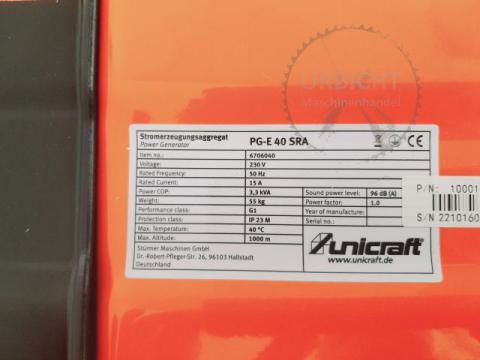 URBICHT
Maschinenhandel
Stromerzeugungsaggregat PG-E 40 SRA CE
Power Generator
Item no.: 6706040
Voltage: 230 V
Rated Frequency: 50 Hz
Rated Current: 15 A
Power COP: 3,3 kVA Sound power level: 96 dB (A)
Weight: 55 kg Power factor: 1.0
Performance class: G1 Year of manufacture:
Protection class: IP 23 M Serial no.:
Max. Temperature: 40 °C
Max. Altitude: 1000 m
Stürmer Maschinen GmbH
Dr.-Robert-Pfleger-Str. 26, 96103 Hallstadt
Deutschland
unicraft®
www.unicraft.de
P/N: 10001
S/N 2210160